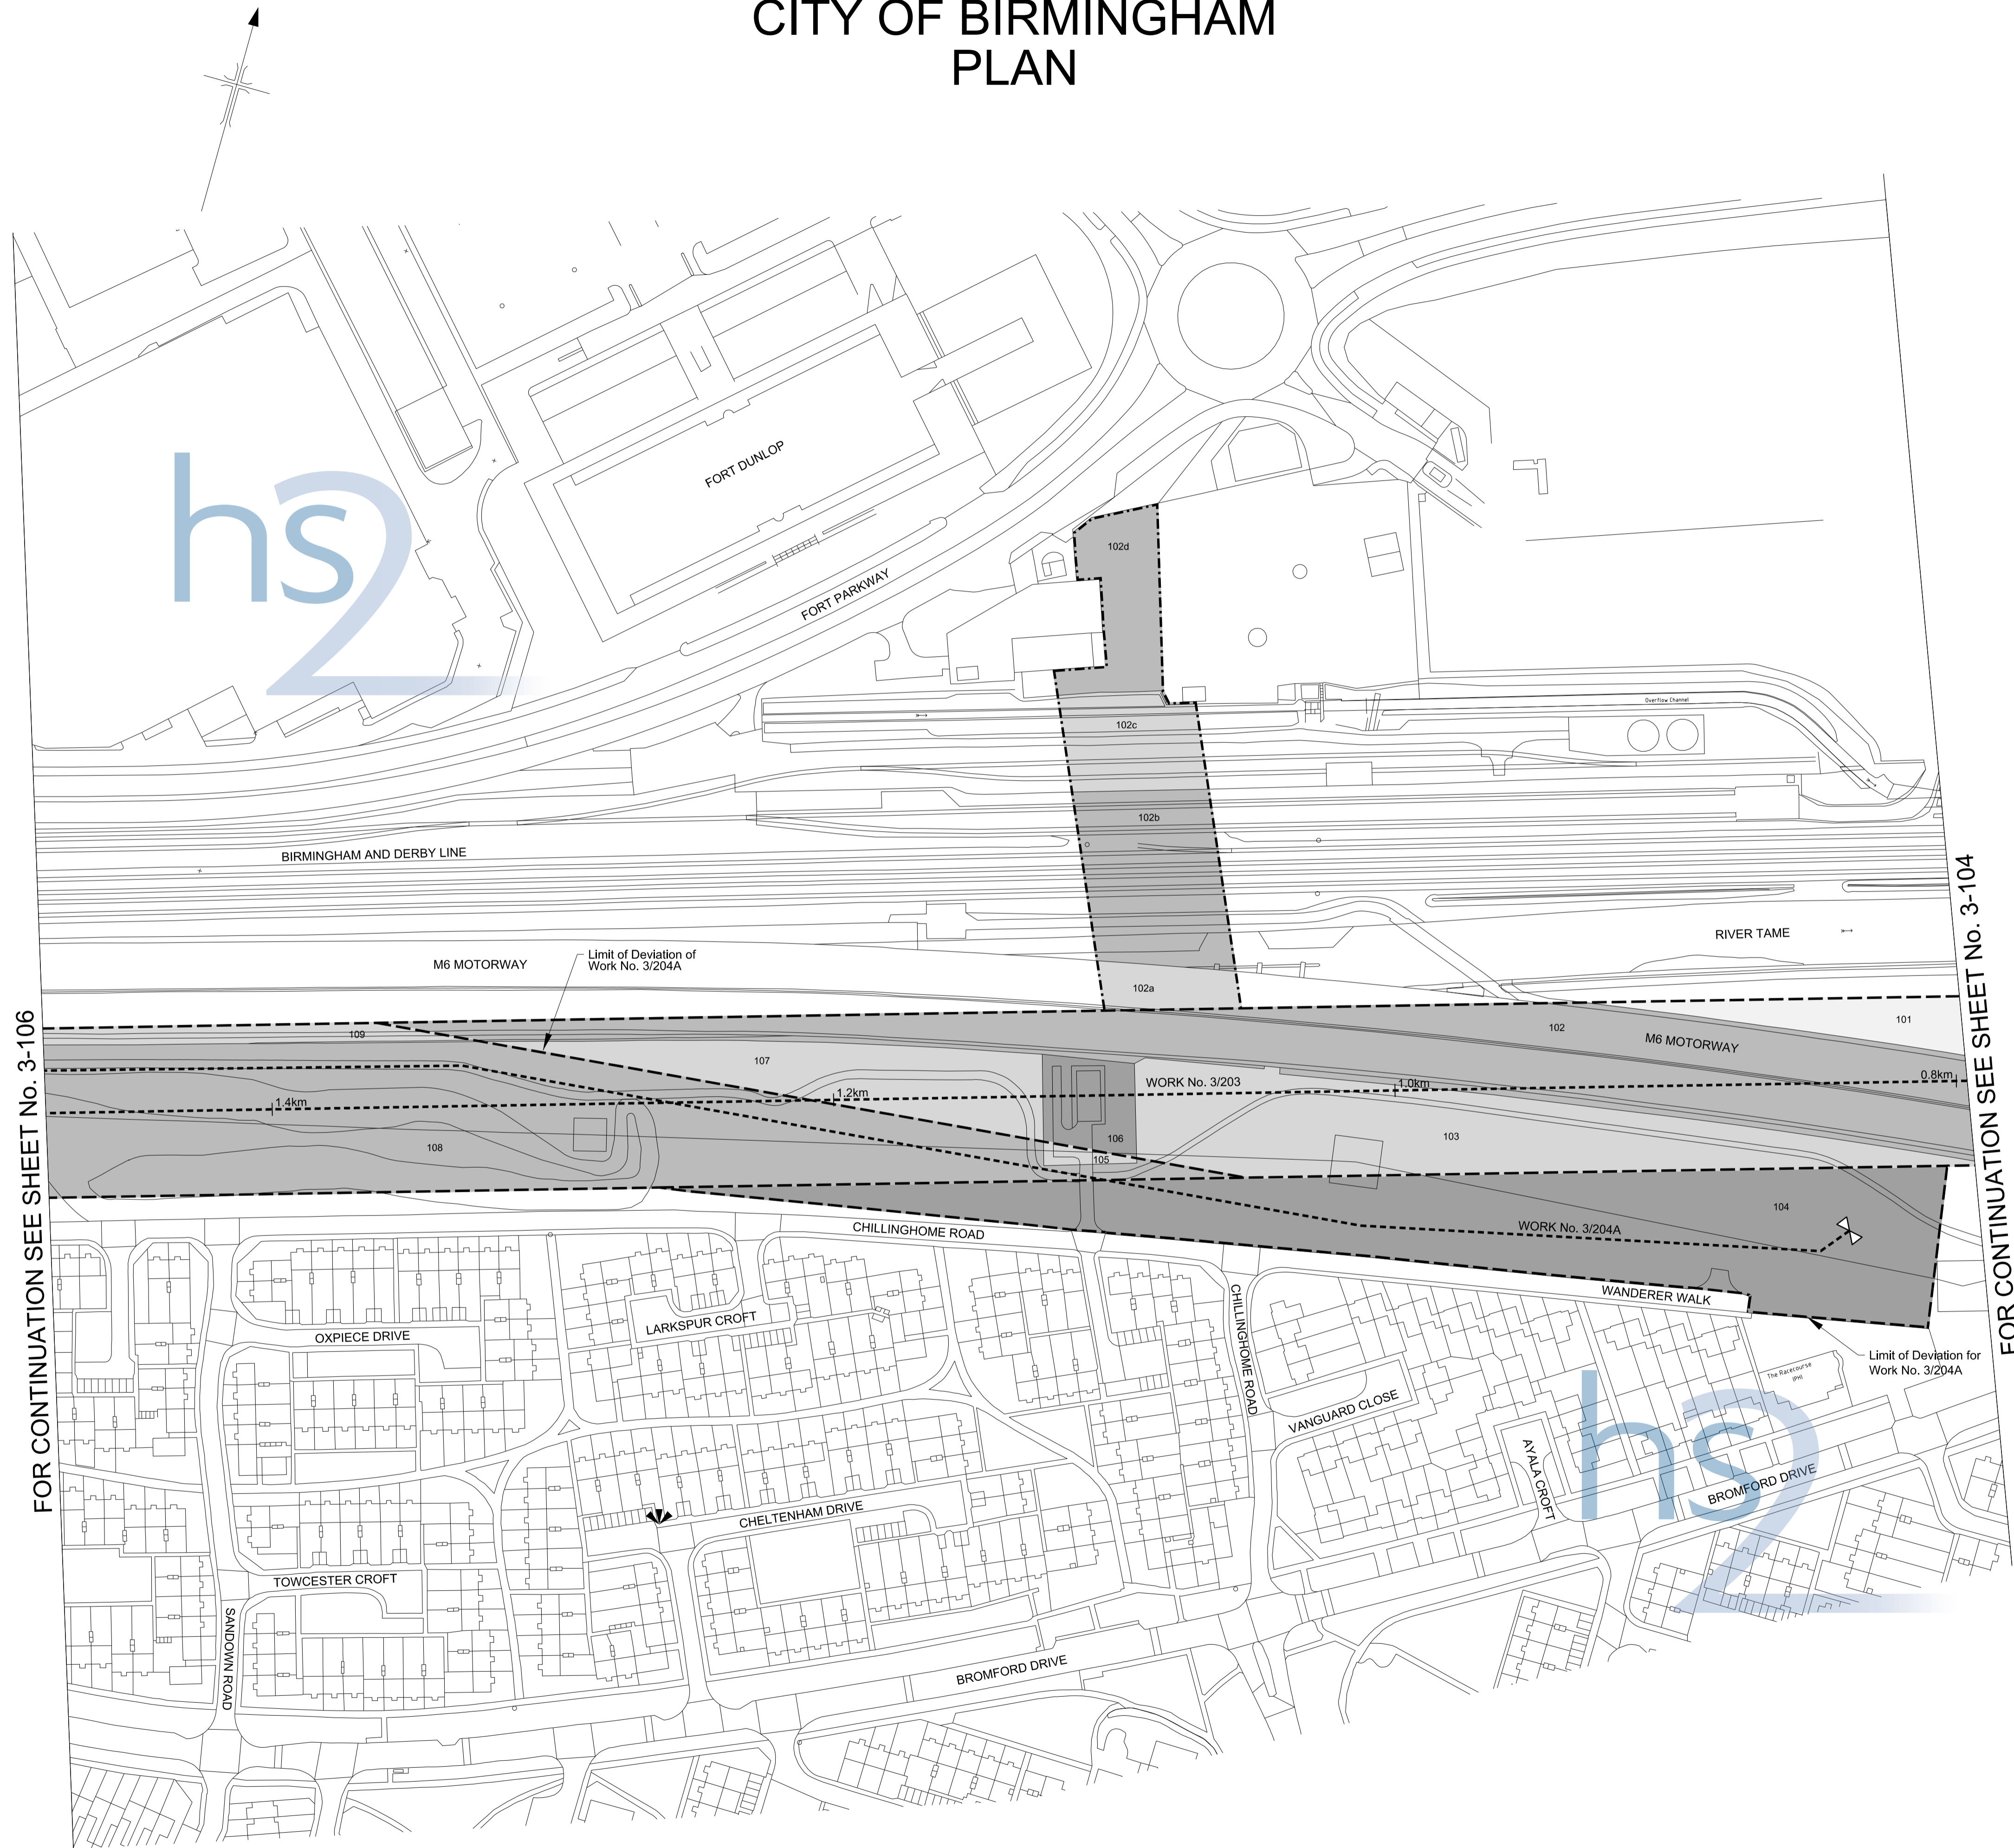 CITY OF BIRMINGHAM
PLAN
hs2
FORT DUNLOP
102d
FORT PARKWAY
Overflow Channel
102c
102b
BIRMINGHAM AND DERBY LINE
RIVER TAME
M6 MOTORWAY
Limit of Deviation of
Work No. 3/204A
102a
FOR CONTINUATION SEE SHEET No. 3-106
FOR CONTINUATION SEE SHEET No. 3-104
109
102
101
M6 MOTORWAY
107
WORK No. 3/203
1.4km
1.2km
1.0km
0.8km
108
106
105
103
104
WORK No. 3/204A
CHILLINGHOME ROAD
CHILLINGHOME ROAD
WANDERER WALK
LARKSPUR CROFT
OXPIECE DRIVE
Limit of Deviation for
Work No. 3/204A
The Racecourse
(PH)
VANGUARD CLOSE
AYALA CROFT
hs2
BROMFORD DRIVE
CHELTENHAM DRIVE
TOWCESTER CROFT
SANDOWN ROAD
BROMFORD DRIVE